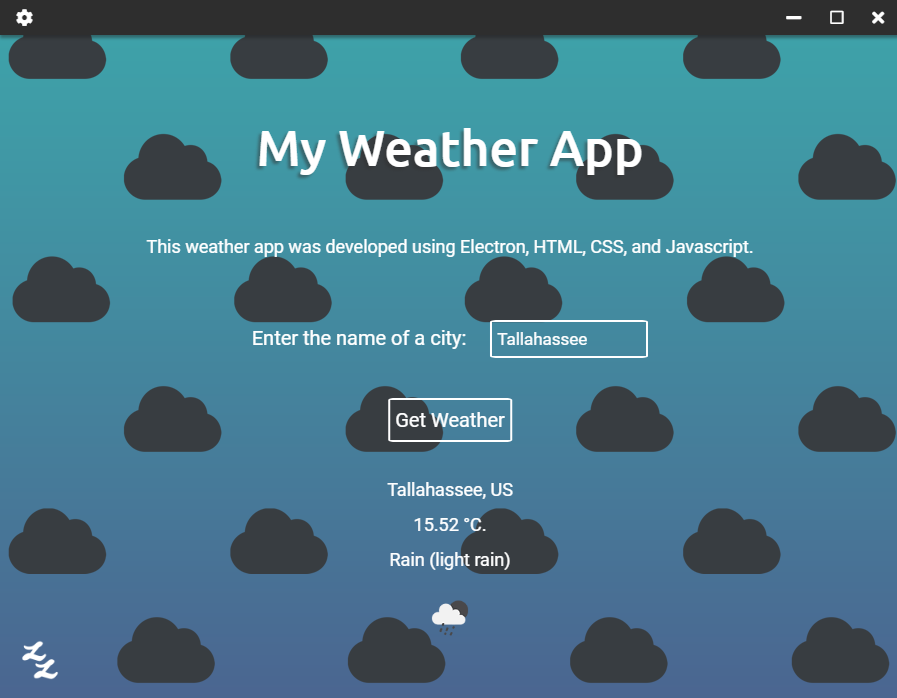 My Weather App
This weather app was developed using Electron, HTML, CSS, and Javascript.
Enter the name of a city: Tallahassee
Get Weather
Tallahassee, US
15.52 °C.
Rain (light rain)